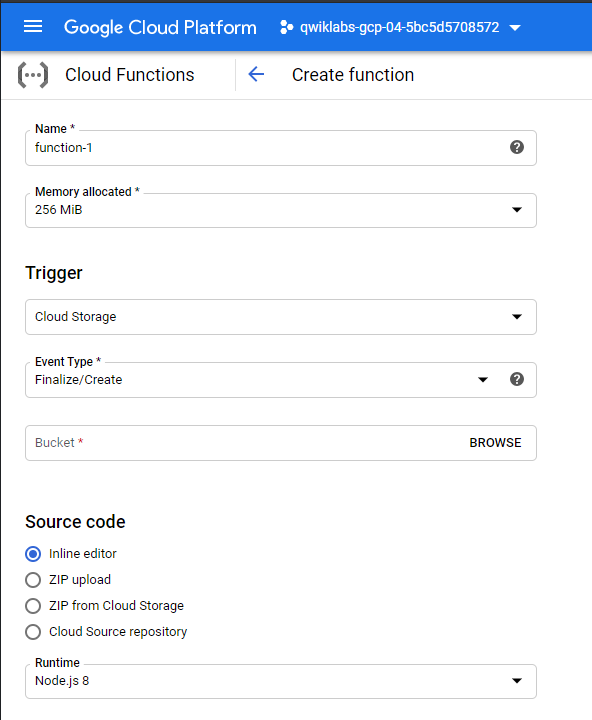 Google Cloud Platform qwiklabs-gcp-04-5bc5d5708572
Cloud Functions Create function
Name *
function-1
Memory allocated *
256 MiB
Trigger
Cloud Storage
Event Type *
Finalize/Create
Bucket * BROWSE
Source code
Inline editor
ZIP upload
ZIP from Cloud Storage
Cloud Source repository
Runtime
Node.js 8